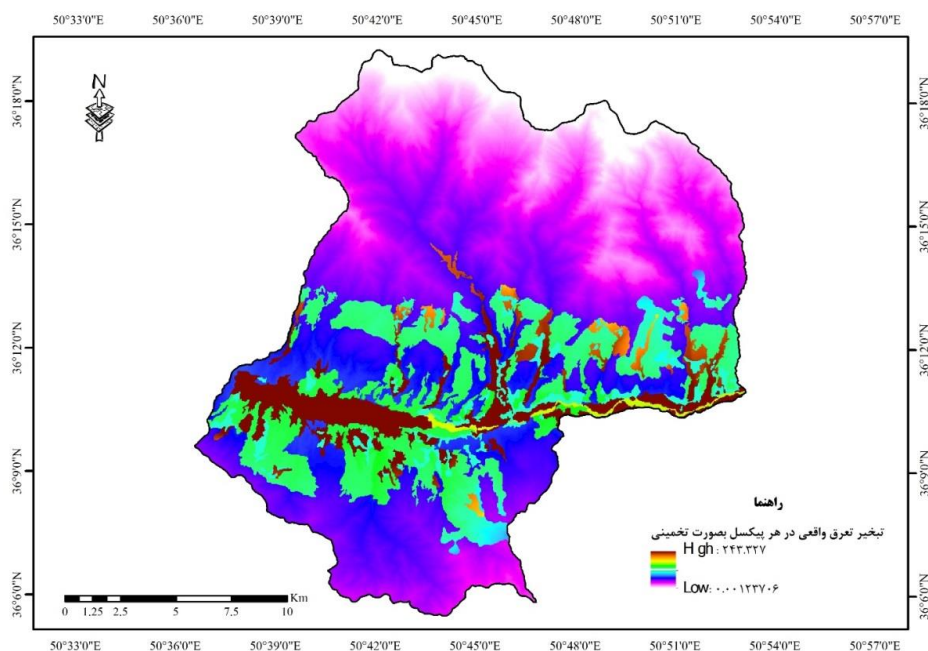 50°33'0"E 50°36'0"E 50°39'0"E 50°42'0"E 50°45'0"E 50°48'0"E 50°51'0"E 50°54'0"E 50°57'0"E
N
36°18'0"N 36°18'0"N
36°15'0"N 36°15'0"N
36°12'0"N 36°12'0"N
36°9'0"N 36°9'0"N
36°6'0"N 36°6'0"N
راهنما
تبخیر تعرق واقعی در هر پیکسل بصورت تخمینی
High : ۲۴۳.۳۲۷
Low : ۰.۰۰۱۲۳۷۰۶
Km
0 1.25 2.5 5 7.5 10
50°33'0"E 50°36'0"E 50°39'0"E 50°42'0"E 50°45'0"E 50°48'0"E 50°51'0"E 50°54'0"E 50°57'0"E